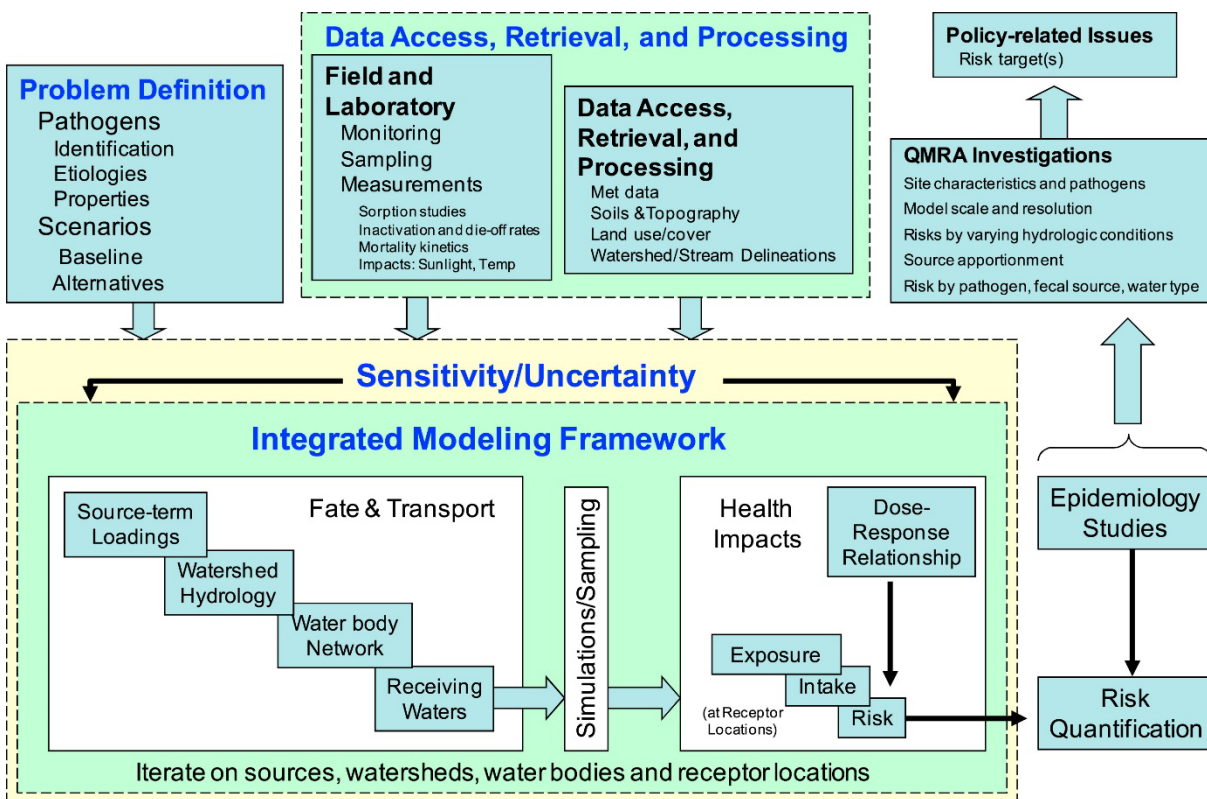 Problem Definition
Pathogens
Identification
Etiologies
Properties
Scenarios
Baseline
Alternatives
Data Access, Retrieval, and Processing
Field and
Laboratory
Monitoring
Sampling
Measurements
Sorption studies
Inactivation and die-off rates
Mortality kinetics
Impacts: Sunlight, Temp
Data Access,
Retrieval, and
Processing
Met data
Soils &Topography
Land use/cover
Watershed/Stream Delineations
Policy-related Issues
Risk target(s)
QMRA Investigations
Site characteristics and pathogens
Model scale and resolution
Risks by varying hydrologic conditions
Source apportionment
Risk by pathogen, fecal source, water type
Sensitivity/Uncertainty
Integrated Modeling Framework
Fate & Transport
Source-term
Loadings
Watershed
Hydrology
Water body
Network
Receiving
Waters
Simulations/Sampling
Health
Impacts
Dose-
Response
Relationship
Exposure
Intake
Risk
(at Receptor
Locations)
Iterate on sources, watersheds, water bodies and receptor locations
Epidemiology
Studies
Risk
Quantification